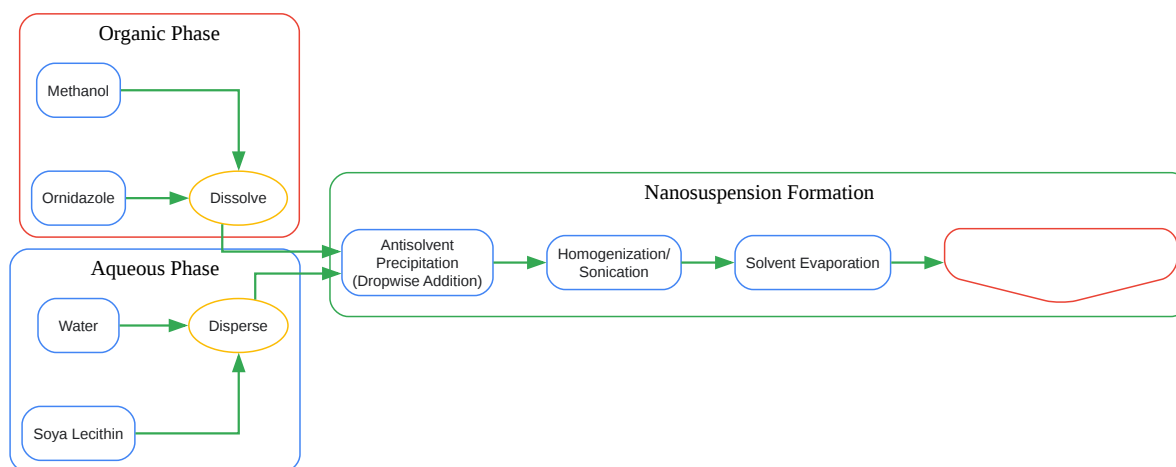 Organic Phase
Methanol
Ornidazole
Dissolve
Aqueous Phase
Water
Disperse
Soya Lecithin
Nanosuspension Formation
Antisolvent
Precipitation
(Dropwise Addition)
Homogenization/
Sonication
Solvent Evaporation